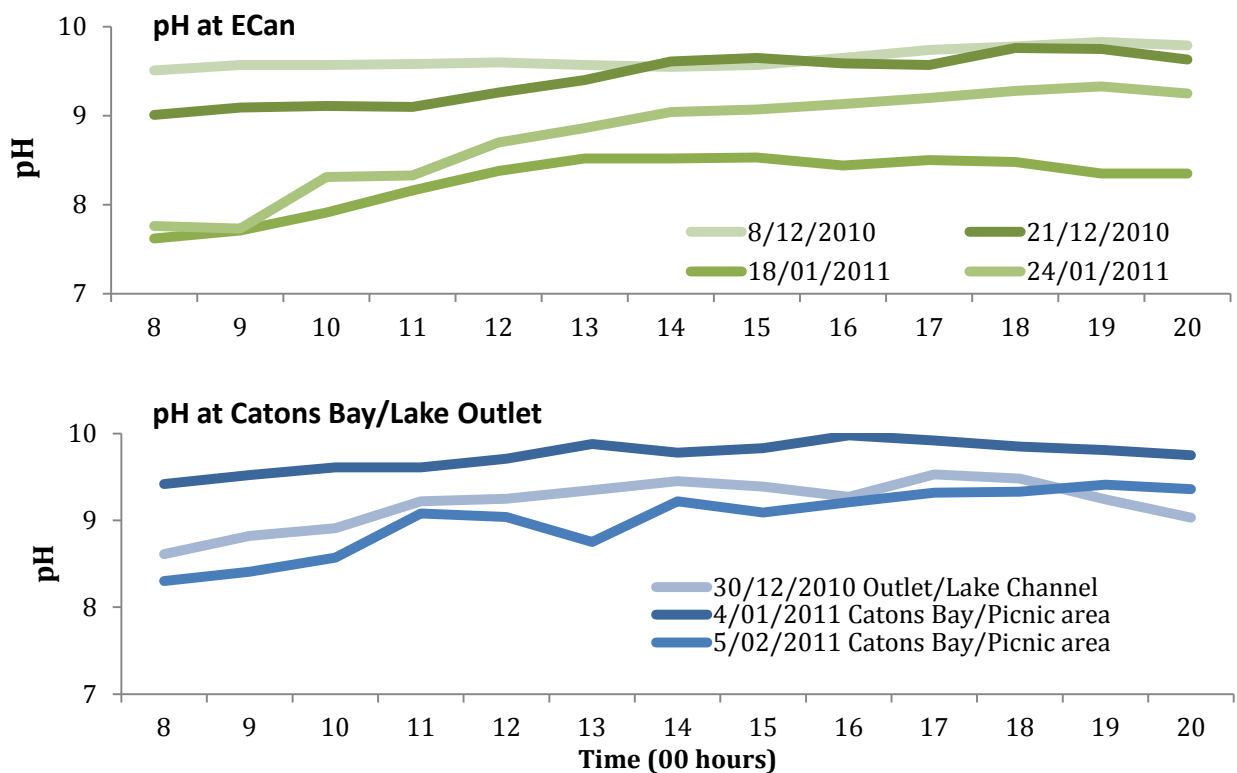 pH at ECan
10
9
8
7
pH
8/12/2010 21/12/2010
18/01/2011 24/01/2011
8 9 10 11 12 13 14 15 16 17 18 19 20
pH at Catons Bay/Lake Outlet
10
9
8
7
pH
30/12/2010 Outlet/Lake Channel
4/01/2011 Catons Bay/Picnic area
5/02/2011 Catons Bay/Picnic area
8 9 10 11 12 13 14 15 16 17 18 19 20
Time (00 hours)